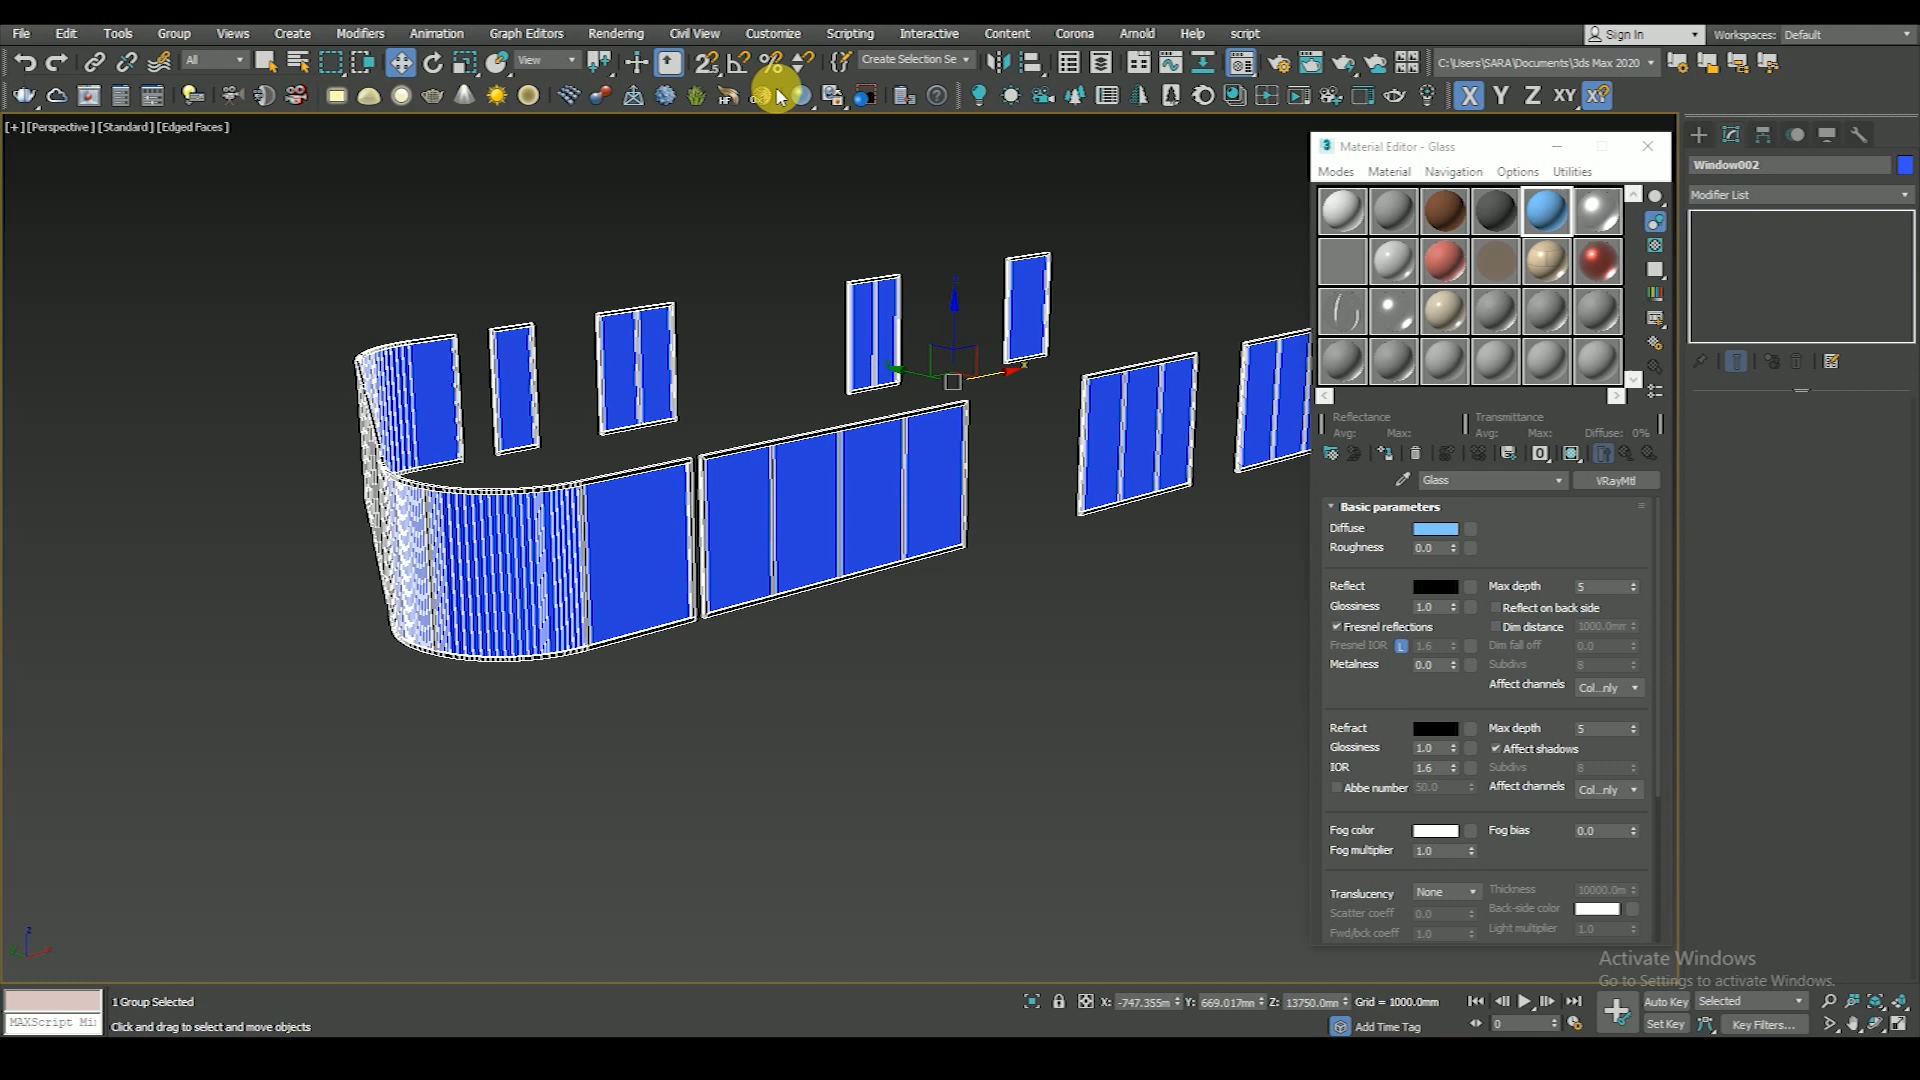 File Edit Tools Group Views Create Modifiers Animation Graph Editors Rendering Civil View Customize Scripting Interactive Content Corona Arnold Help script
Sign In Workspaces: Default
All View Create Selection Se C:\Users\SARA\Documents\3ds Max 2020
X Y Z XY
[+] [Perspective] [Standard] [Edged Faces]
3 Material Editor - Glass
Window002
Modes Material Navigation Options Utilities
Modifier List
Reflectance Transmittance
Avg: Max: Avg: Max: Diffuse: 0%
Glass VRayMtl
Basic parameters
Diffuse
Roughness 0.0
Reflect Max depth 5
Glossiness 1.0 Reflect on back side
Fresnel reflections Dim distance 1000.0mm
Fresnel IOR L 1.6 Dim fall off 0.0
Metalness 0.0 Subdivs 8
Affect channels Col...nly
Refract Max depth 5
Glossiness 1.0 Affect shadows
IOR 1.6 Subdivs 8
Abbe number 50.0 Affect channels Col...nly
Fog color Fog bias 0.0
Fog multiplier 1.0
Translucency None Thickness 10000.0m
Scatter coeff 0.0 Back-side color
Fwd/bck coeff 1.0 Light multiplier 1.0
Activate Windows
Go to Settings to activate Windows.
1 Group Selected X: -747.355m Y: 669.017mn Z: 13750.0mn Grid = 1000.0mm Auto Key Selected
MAXScript Mi Click and drag to select and move objects Add Time Tag 0 Set Key Key Filters...